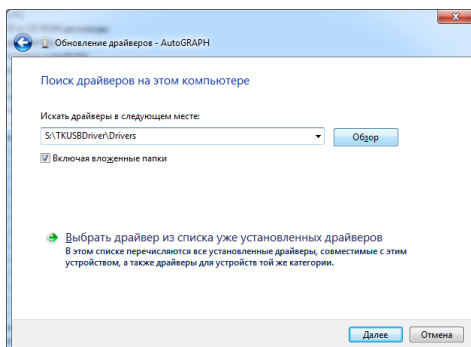 Обновление драйверов - AutoGRAPH
Поиск драйверов на этом компьютере
Искать драйверы в следующем месте:
S:\TKUSBDriver\Drivers
Обзор
Включая вложенные папки
Выбрать драйвер из списка уже установленных драйверов
В этом списке перечисляются все установленные драйверы, совместимые с этим
устройством, а также драйверы для устройств той же категории.
Далее
Отмена